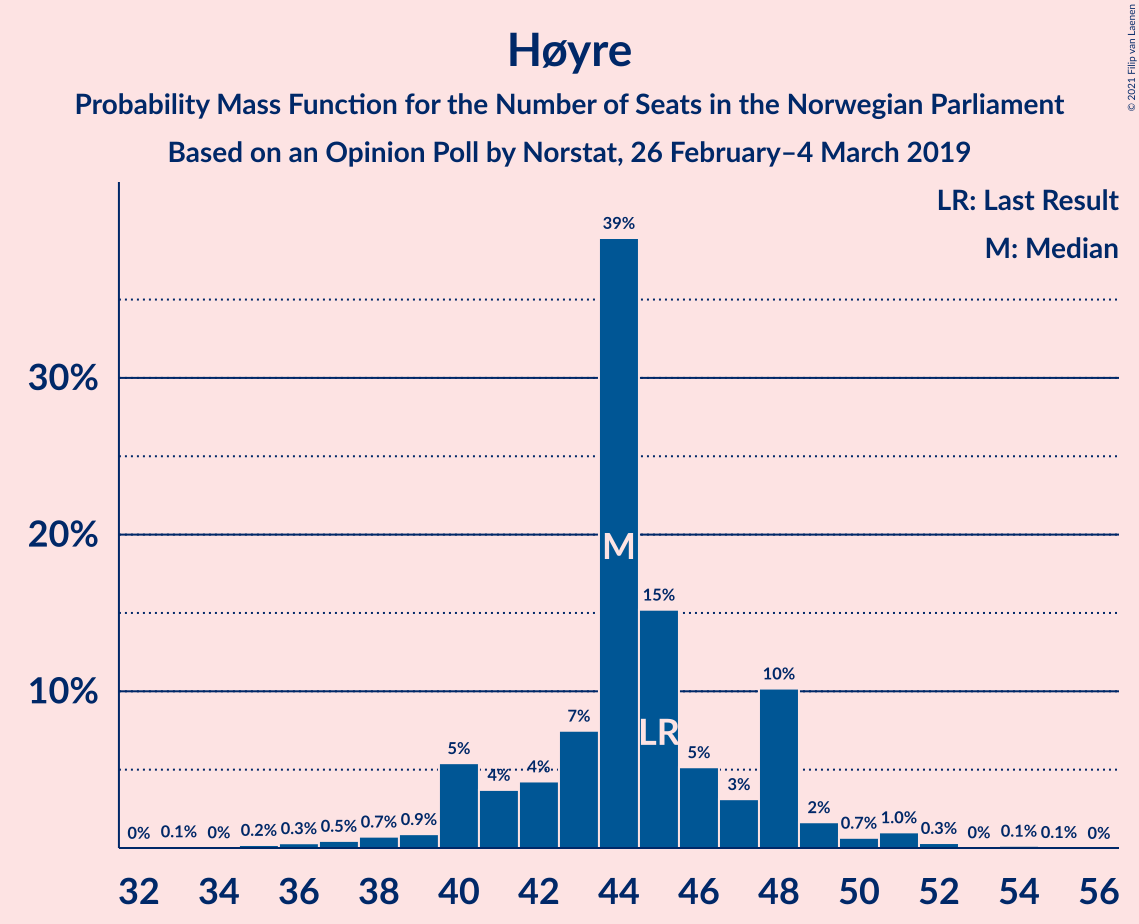 Høyre
Probability Mass Function for the Number of Seats in the Norwegian Parliament
Based on an Opinion Poll by Norstat, 26 February–4 March 2019
© 2021 Filip van Laenen
LR: Last Result
M: Median
30%
20%
10%
0% 0.1% 0% 0.2% 0.3% 0.5% 0.7% 0.9% 5% 4% 4% 7% 39% 15% 5% 3% 10% 2% 0.7% 1.0% 0.3% 0% 0.1% 0.1% 0%
M
LR
32 34 36 38 40 42 44 46 48 50 52 54 56